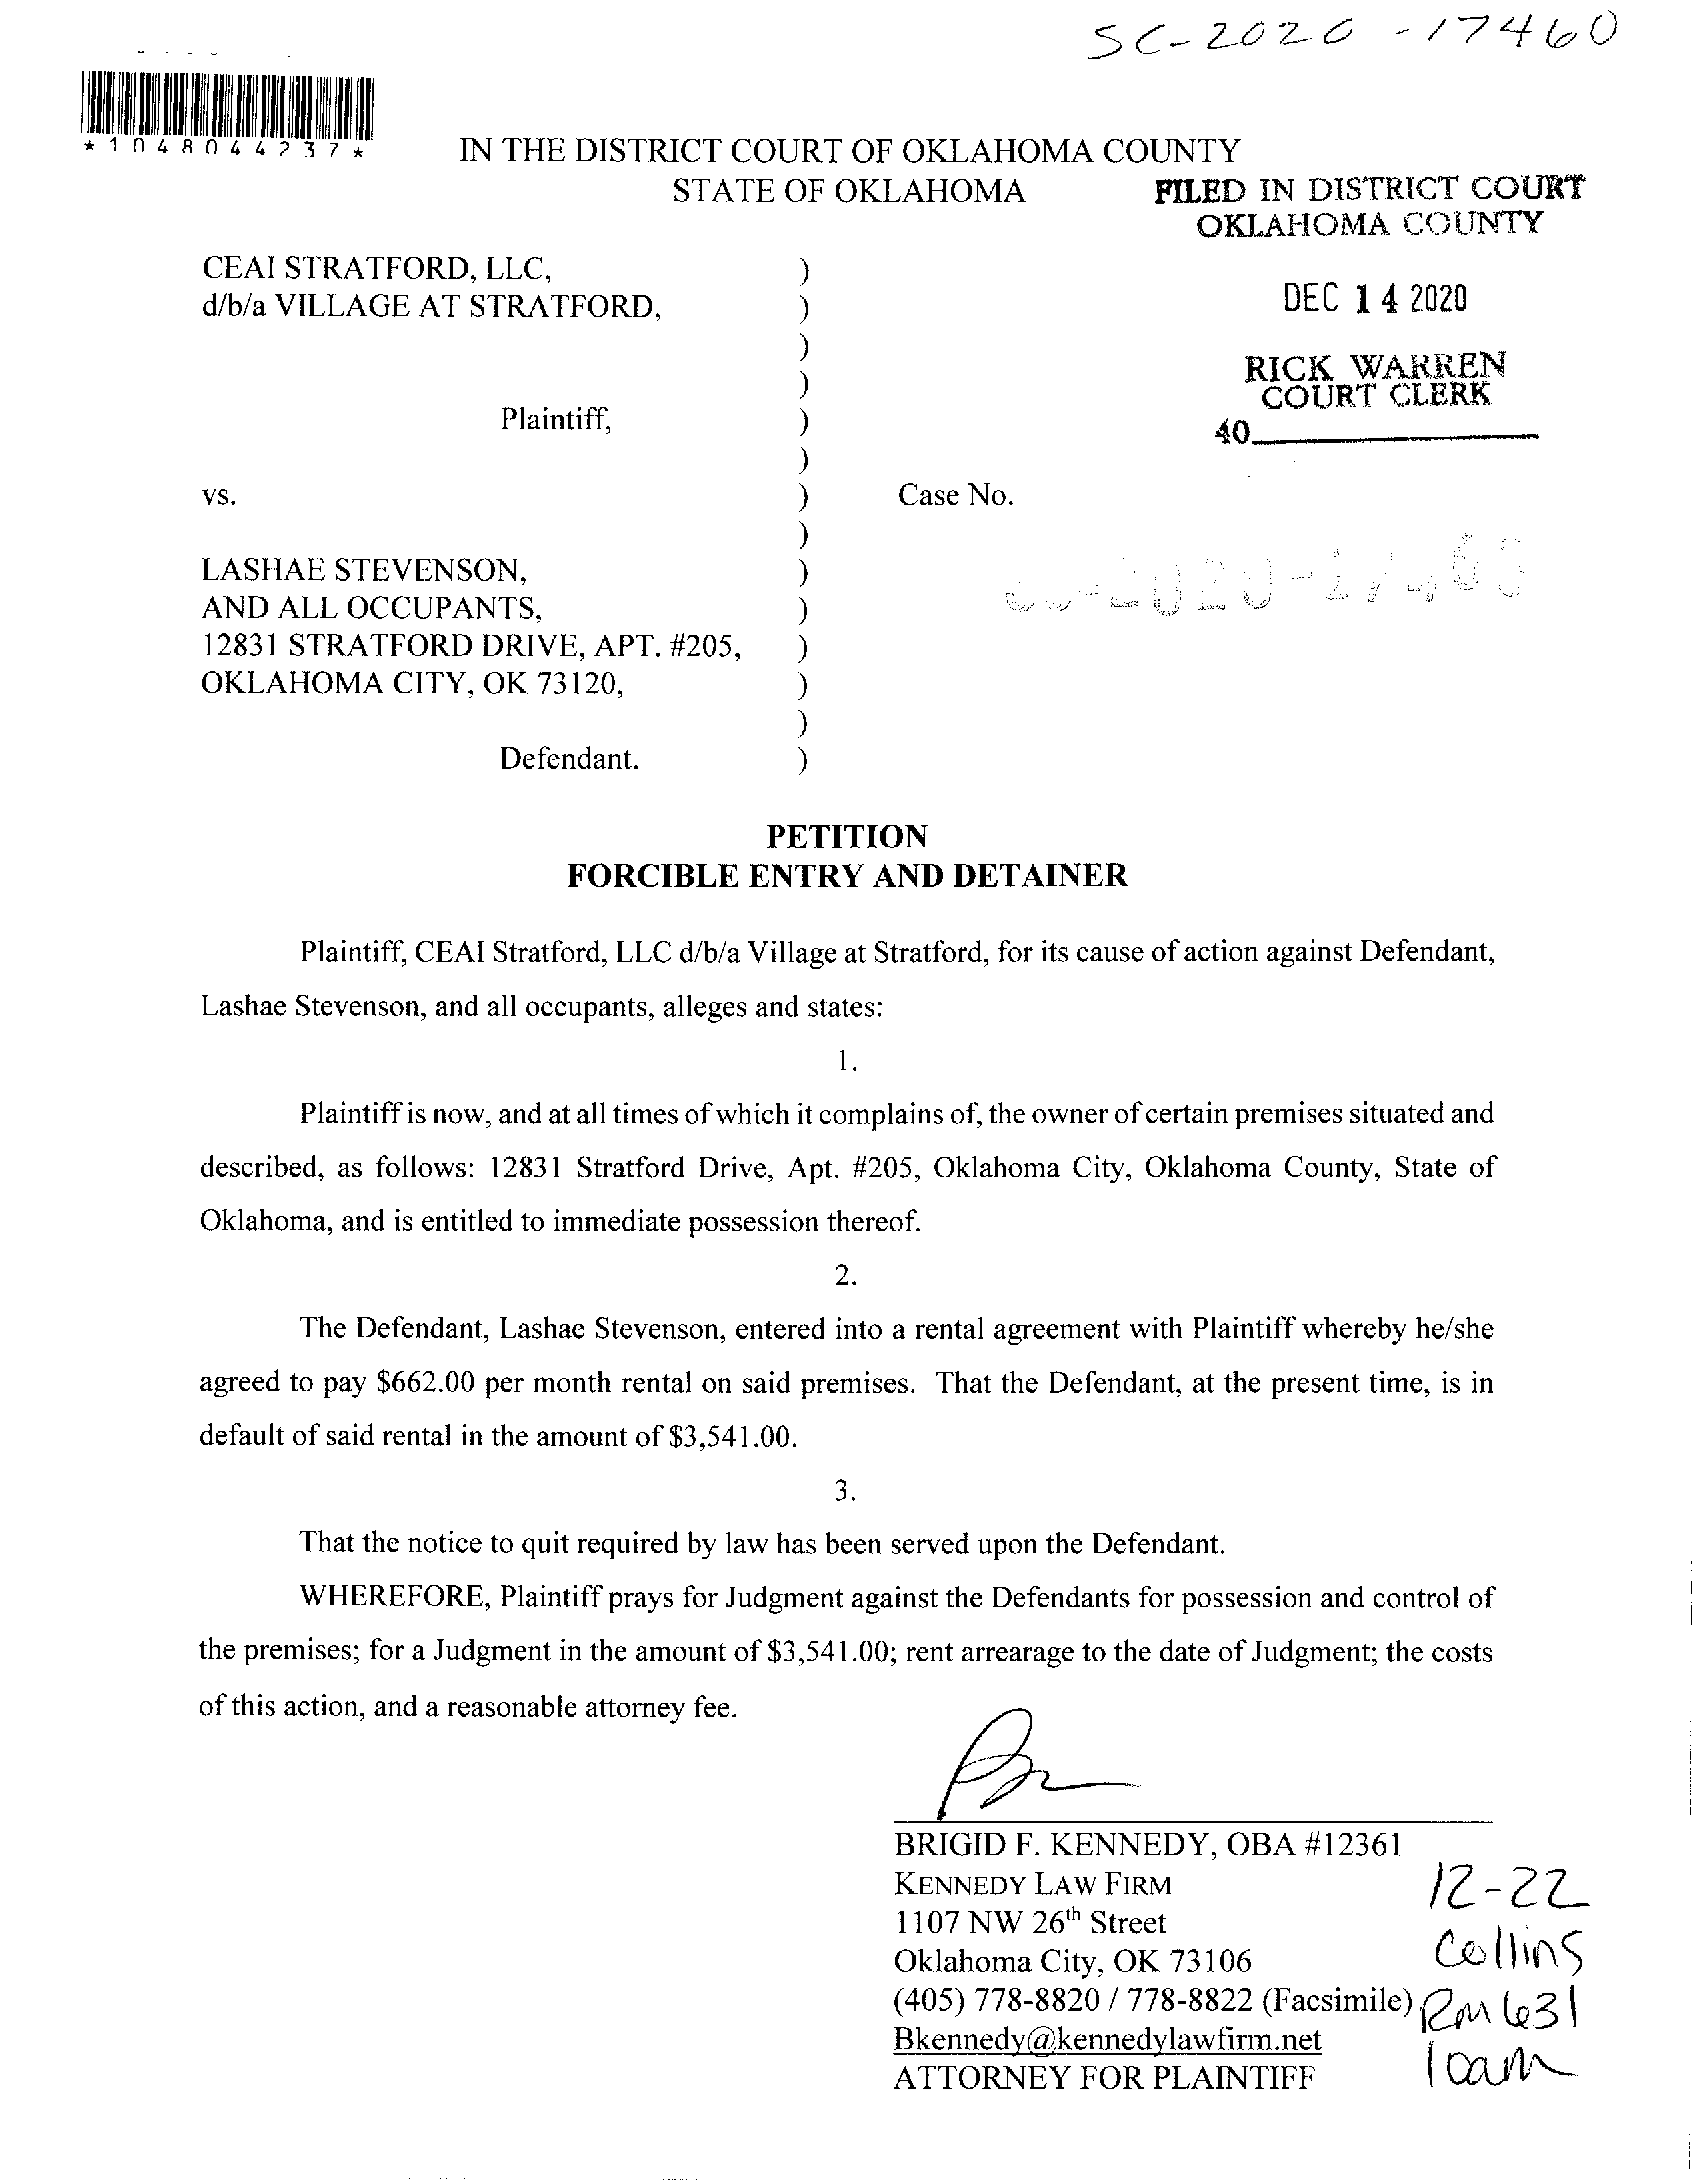 SC-2020-17460
*1048044237*
IN THE DISTRICT COURT OF OKLAHOMA COUNTY
STATE OF OKLAHOMA
FILED IN DISTRICT COURT
OKLAHOMA COUNTY
CEAI STRATFORD, LLC, )
d/b/a VILLAGE AT STRATFORD, )
DEC 14 2020
)
)
RICK WARREN
COURT CLERK
Plaintiff, )
40
)
vs. ) Case No.
)
SC-2020-17460
LASHAE STEVENSON, )
AND ALL OCCUPANTS, )
12831 STRATFORD DRIVE, APT. #205, )
OKLAHOMA CITY, OK 73120, )
)
Defendant. )
PETITION
FORCIBLE ENTRY AND DETAINER
Plaintiff, CEAI Stratford, LLC d/b/a Village at Stratford, for its cause of action against Defendant,
Lashae Stevenson, and all occupants, alleges and states:
1.
Plaintiff is now, and at all times of which it complains of, the owner of certain premises situated and
described, as follows: 12831 Stratford Drive, Apt. #205, Oklahoma City, Oklahoma County, State of
Oklahoma, and is entitled to immediate possession thereof.
2.
The Defendant, Lashae Stevenson, entered into a rental agreement with Plaintiff whereby he/she
agreed to pay $662.00 per month rental on said premises. That the Defendant, at the present time, is in
default of said rental in the amount of $3,541.00.
3.
That the notice to quit required by law has been served upon the Defendant.
WHEREFORE, Plaintiff prays for Judgment against the Defendants for possession and control of
the premises; for a Judgment in the amount of $3,541.00; rent arrearage to the date of Judgment; the costs
of this action, and a reasonable attorney fee.
BRIGID F. KENNEDY, OBA #12361
KENNEDY LAW FIRM
1107 NW 26th Street
Oklahoma City, OK 73106
(405) 778-8820 / 778-8822 (Facsimile)
Bkennedy@kennedylawfirm.net
ATTORNEY FOR PLAINTIFF
12-22
Collins
Rm 631
10am